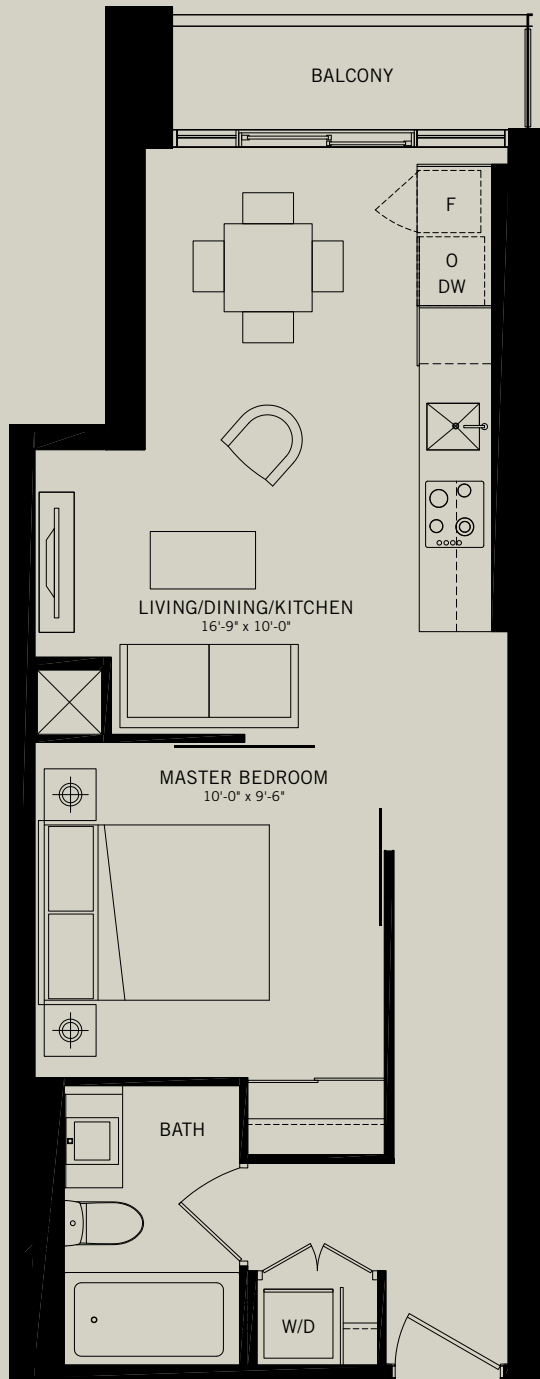 BALCONY
F
O
DW
LIVING/DINING/KITCHEN
16'-9" x 10'-0"
MASTER BEDROOM
10'-0" x 9'-6"
BATH
W/D